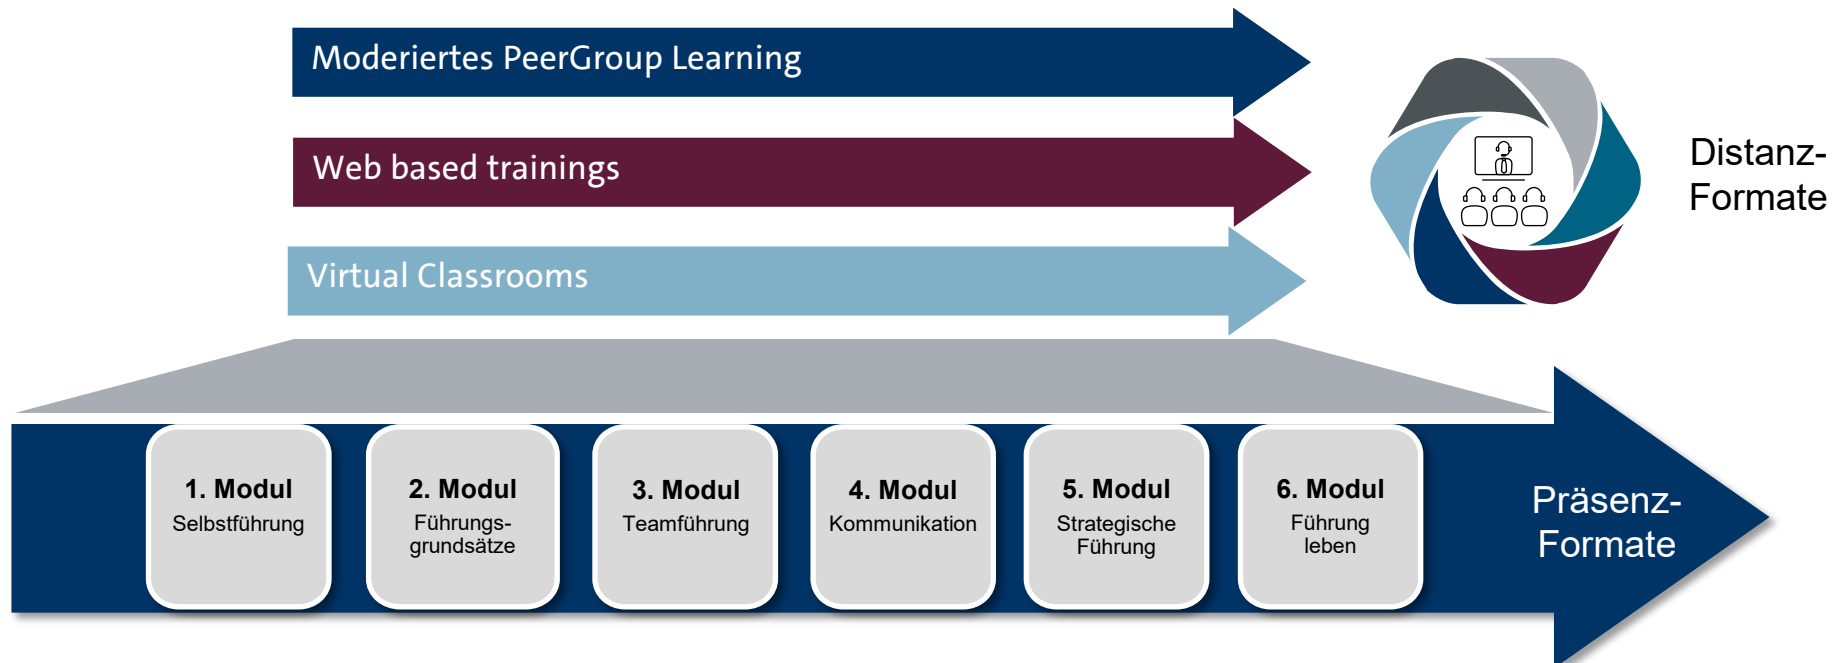 Moderiertes PeerGroup Learning
Web based trainings
Virtual Classrooms
Distanz-
Formate
1. Modul
Selbstführung
2. Modul
Führungs-
grundsätze
3. Modul
Teamführung
4. Modul
Kommunikation
5. Modul
Strategische
Führung
6. Modul
Führung
leben
Präsenz-
Formate